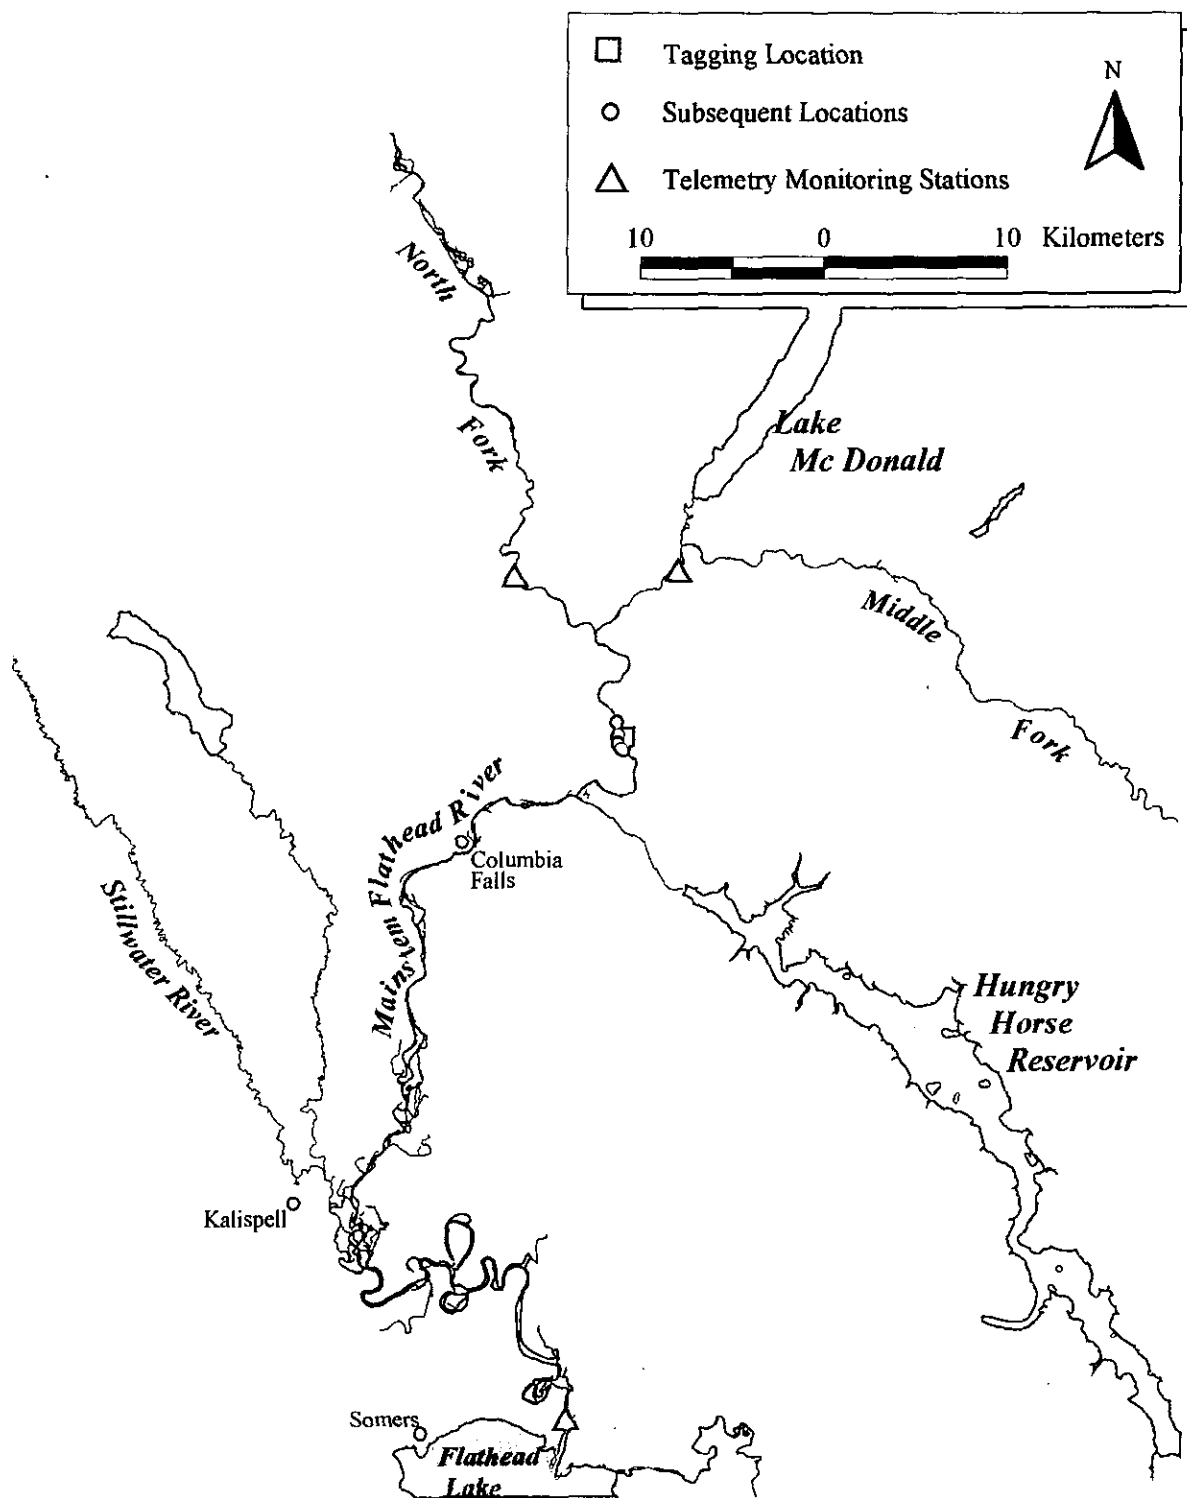 Tagging Location
N
Subsequent Locations
Telemetry Monitoring Stations
10 0 10 Kilometers
North
Fork
Lake
Mc Donald
Middle
Fork
Mainstem Flathead River
Columbia
Falls
Stillwater River
Hungry
Horse
Reservoir
Kalispell
Somers
Flathead
Lake